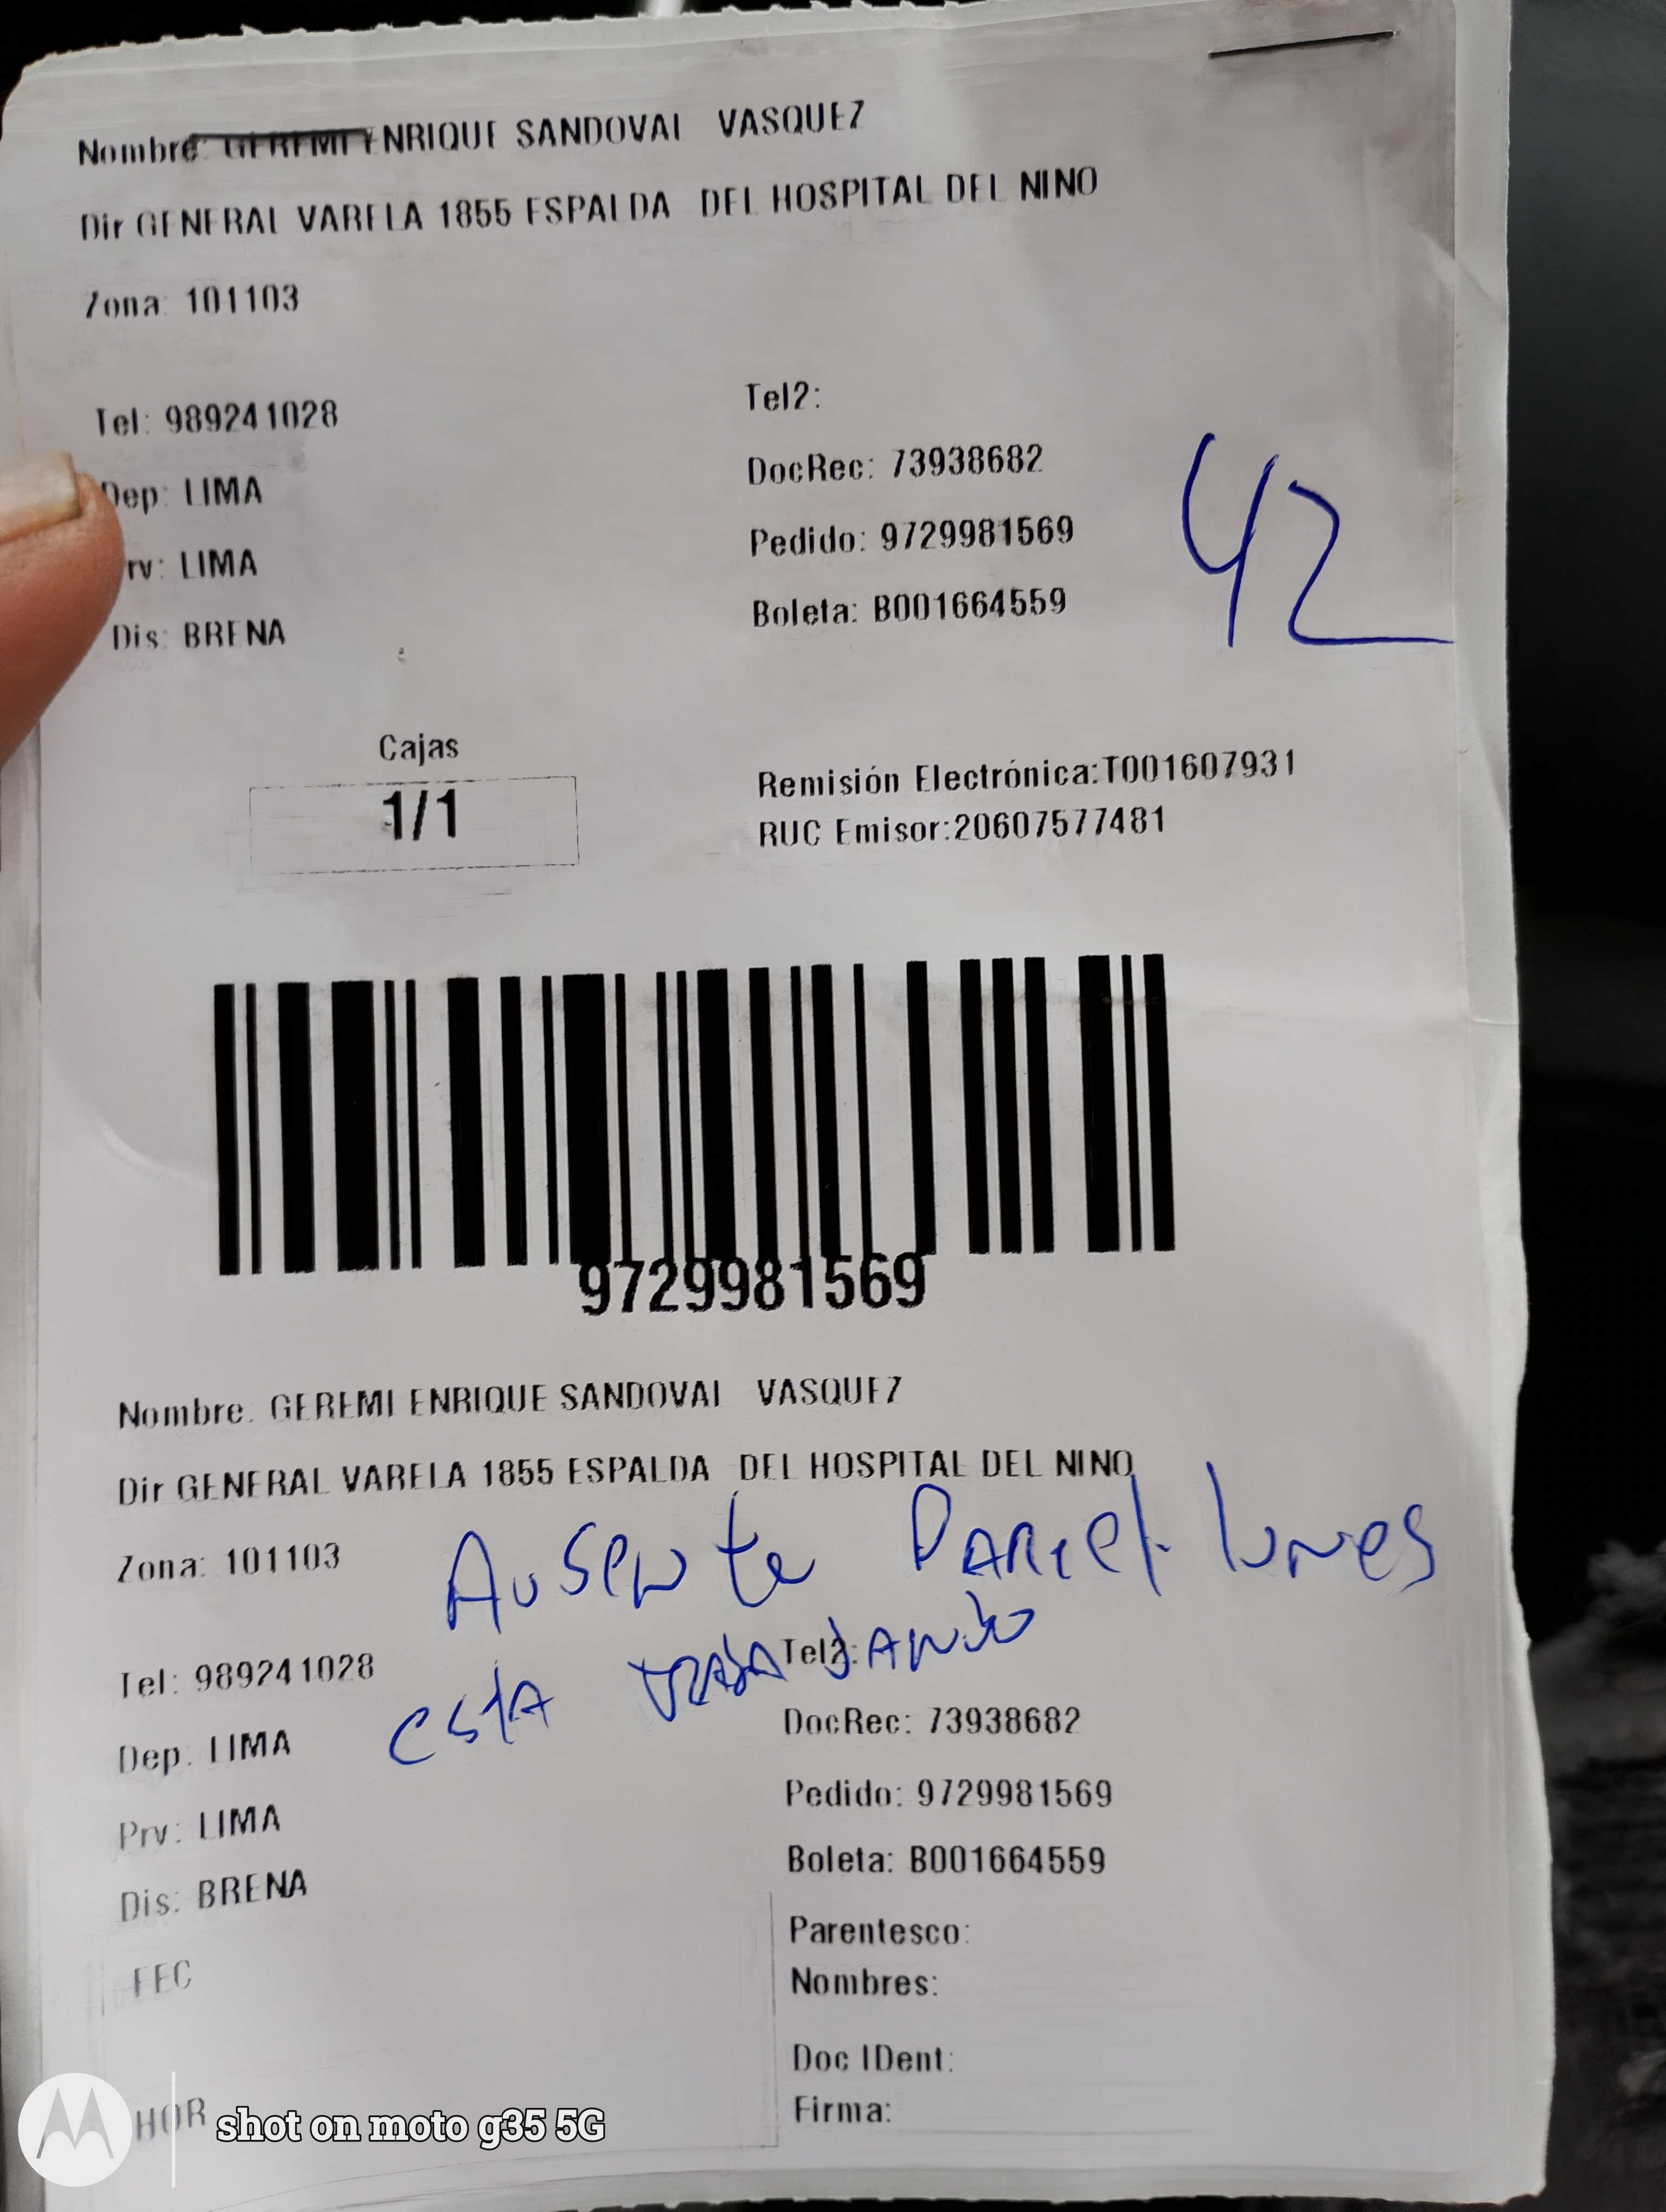 Nombre: GEREMI ENRIQUE SANDOVAL VASQUEZ
Dir GENERAL VARELA 1855 ESPALDA DEL HOSPITAL DEL NINO
Zona: 101103
Tel: 989241028
Tel2:
Dep: LIMA
DocRec: 73938682
Prv: LIMA
Pedido: 9729981569
Dis: BRENA
Boleta: B001664559
42
Cajas
1/1
Remisión Electrónica:T001607931
RUC Emisor:20607577481
9729981569
Nombre. GEREMI ENRIQUE SANDOVAL VASQUEZ
Dir GENERAL VARELA 1855 ESPALDA DEL HOSPITAL DEL NINO
Zona: 101103
Ausente lunes
Tel: 989241028
Tel2:
esta trabajando
Dep. LIMA
DocRec: 73938682
Prv: LIMA
Pedido: 9729981569
Dis: BRENA
Boleta: B001664559
FEC
Parentesco:
Nombres:
Doc IDent:
HOR
Firma:
shot on moto g35 5G